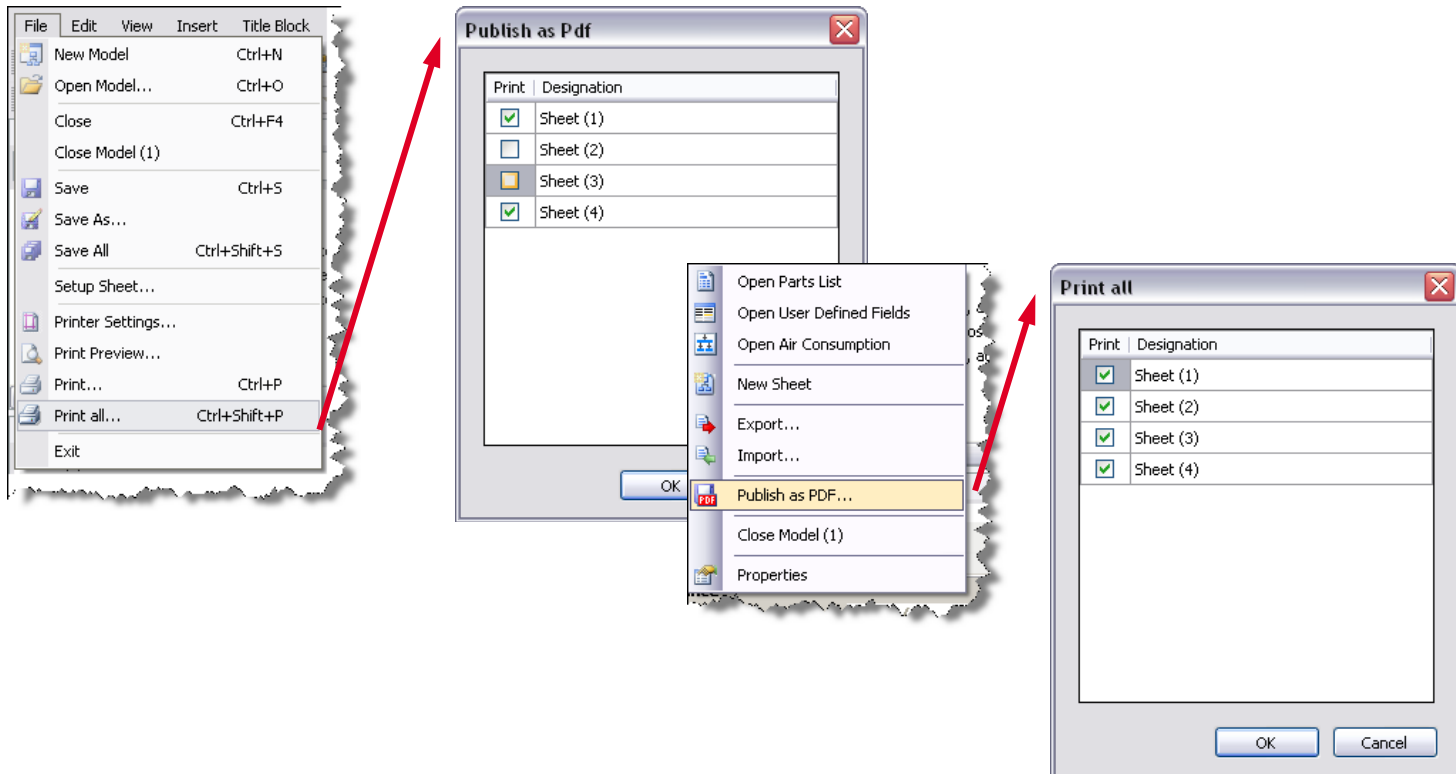 File Edit View Insert Title Block
New Model Ctrl+N
Open Model... Ctrl+O
Close Ctrl+F4
Close Model (1)
Save Ctrl+S
Save As...
Save All Ctrl+Shift+S
Setup Sheet...
Printer Settings...
Print Preview...
Print... Ctrl+P
Print all... Ctrl+Shift+P
Exit
Publish as Pdf
Print Designation
Sheet (1)
Sheet (2)
Sheet (3)
Sheet (4)
OK
Open Parts List
Open User Defined Fields
Open Air Consumption
New Sheet
Export...
Import...
PDF Publish as PDF...
Close Model (1)
Properties
Print all
Print Designation
Sheet (1)
Sheet (2)
Sheet (3)
Sheet (4)
OK Cancel